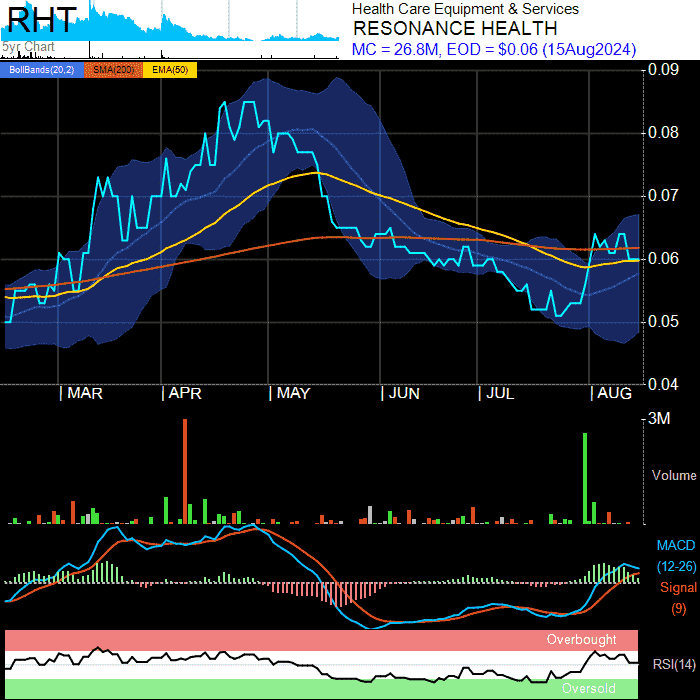 RHT
5yr Chart
Health Care Equipment & Services
RESONANCE HEALTH
MC = 26.8M, EOD = $0.06 (15Aug2024)
BollBands(20,2) SMA(200) EMA(50)
0.09
0.08
0.07
0.06
0.05
0.04
MAR APR MAY JUN JUL AUG
3M
Volume
MACD
(12-26)
Signal
(9)
Overbought
RSI(14)
Oversold